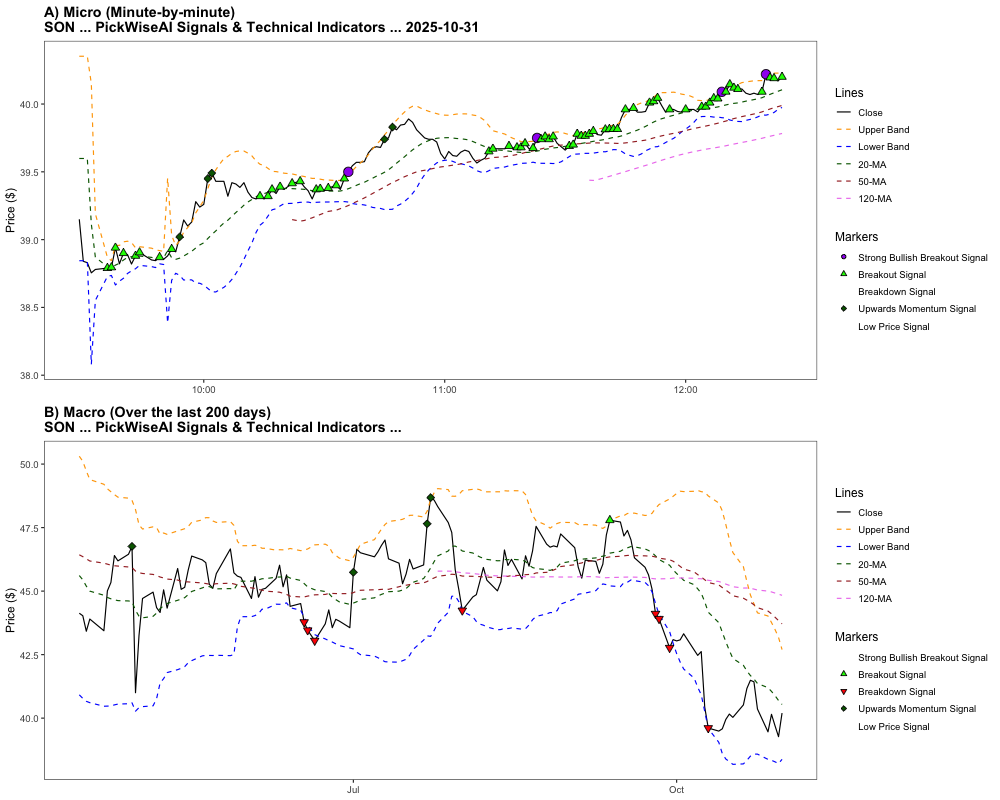 A) Micro (Minute-by-minute)
SON ... PickWiseAI Signals & Technical Indicators ... 2025-10-31
Price ($)
40.0
39.5
39.0
38.5
38.0
10:00
11:00
12:00
Lines
Close
Upper Band
Lower Band
20-MA
50-MA
120-MA
Markers
Strong Bullish Breakout Signal
Breakout Signal
Breakdown Signal
Upwards Momentum Signal
Low Price Signal
B) Macro (Over the last 200 days)
SON ... PickWiseAI Signals & Technical Indicators ...
Price ($)
50.0
47.5
45.0
42.5
40.0
Jul
Oct
Lines
Close
Upper Band
Lower Band
20-MA
50-MA
120-MA
Markers
Strong Bullish Breakout Signal
Breakout Signal
Breakdown Signal
Upwards Momentum Signal
Low Price Signal